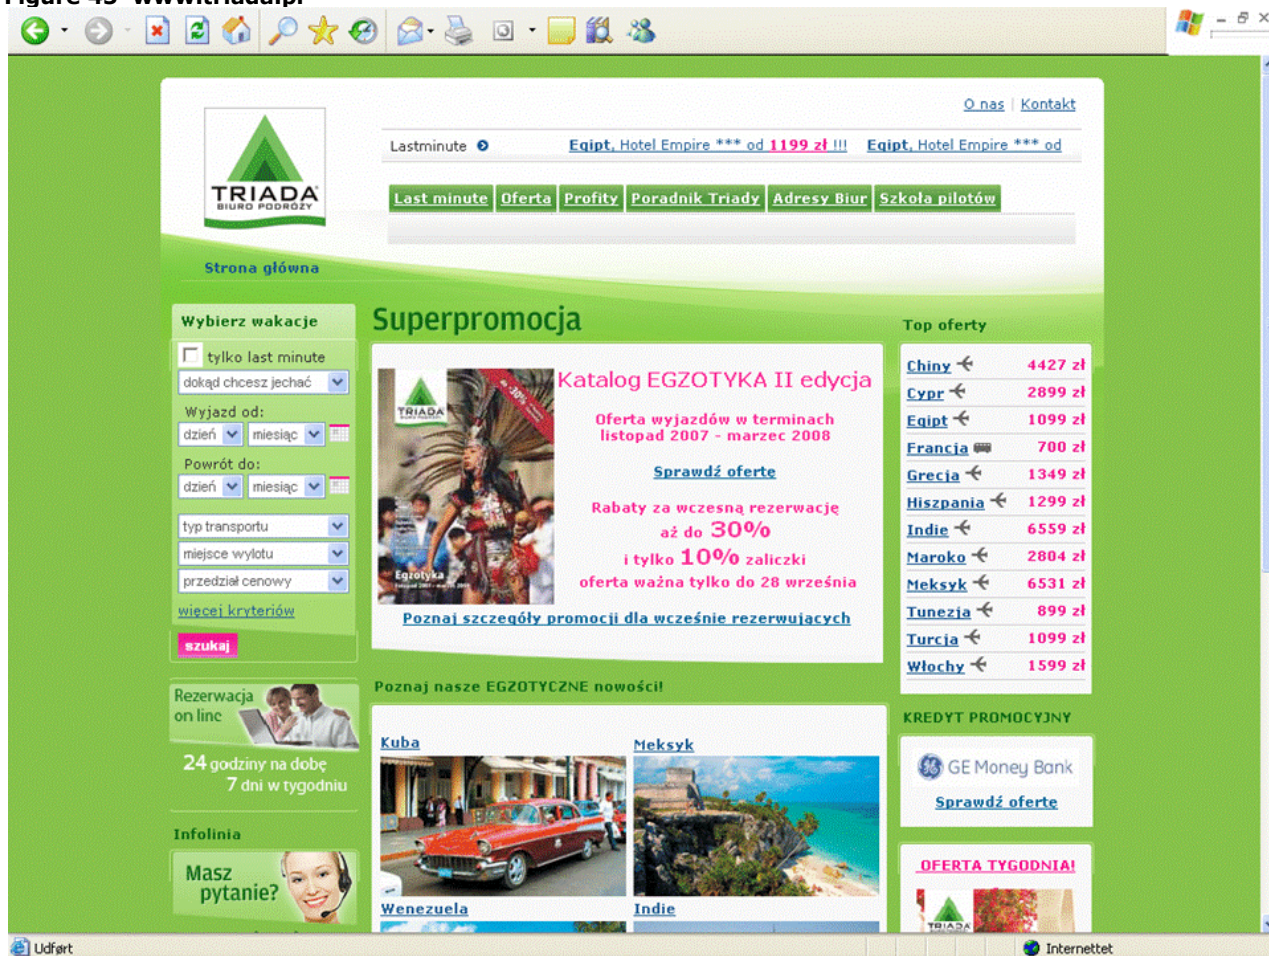 Figure 43 www.triada.pl
O nas | Kontakt
TRIADA
BIURO PODRÓŻY
Lastminute
Egipt, Hotel Empire *** od 1199 zł !!! Egipt, Hotel Empire *** od
Last minute Oferta Profity Poradnik Triady Adresy Biur Szkoła pilotów
Strona główna
Wybierz wakacje
tylko last minute
dokąd chcesz jechać
Wyjazd od:
dzień miesiąc
Powrót do:
dzień miesiąc
typ transportu
miejsce wylotu
przedział cenowy
więcej kryteriów
szukaj
Rezerwacja
on line
24 godziny na dobę
7 dni w tygodniu
Infolinia
Masz
pytanie?
Superpromocja
TRIADA
Egzotyka
Katalog EGZOTYKA II edycja
Oferta wyjazdów w terminach
listopad 2007 - marzec 2008
Sprawdź ofertę
Rabaty za wczesną rezerwację
aż do 30%
i tylko 10% zaliczki
oferta ważna tylko do 28 września
Poznaj szczegóły promocji dla wcześnie rezerwujących
Poznaj nasze EGZOTYCZNE nowości!
Kuba
Meksyk
Wenezuela
Indie
Top oferty
Chiny 4427 zł
Cypr 2899 zł
Egipt 1099 zł
Francja 700 zł
Grecja 1349 zł
Hiszpania 1299 zł
Indie 6559 zł
Maroko 2804 zł
Meksyk 6531 zł
Tunezja 899 zł
Turcja 1099 zł
Włochy 1599 zł
KREDYT PROMOCYJNY
GE Money Bank
Sprawdź ofertę
OFERTA TYGODNIA!
TRIADA
Udført
Internettet